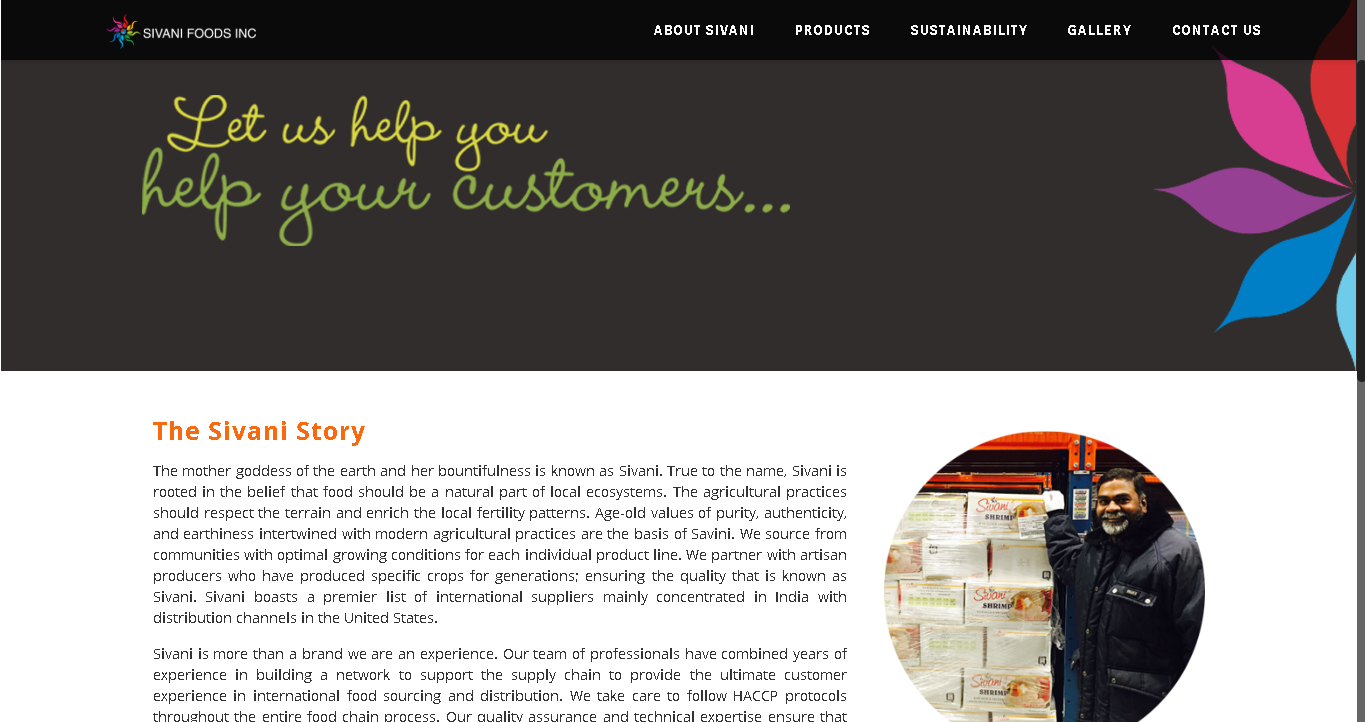 SIVANI FOODS INC
ABOUT SIVANI PRODUCTS SUSTAINABILITY GALLERY CONTACT US
Let us help you
help your customers...
The Sivani Story
The mother goddess of the earth and her bountifulness is known as Sivani. True to the name, Sivani is
rooted in the belief that food should be a natural part of local ecosystems. The agricultural practices
should respect the terrain and enrich the local fertility patterns. Age-old values of purity, authenticity,
and earthiness intertwined with modern agricultural practices are the basis of Savini. We source from
communities with optimal growing conditions for each individual product line. We partner with artisan
producers who have produced specific crops for generations; ensuring the quality that is known as
Sivani. Sivani boasts a premier list of international suppliers mainly concentrated in India with
distribution channels in the United States.
Sivani is more than a brand we are an experience. Our team of professionals have combined years of
experience in building a network to support the supply chain to provide the ultimate customer
experience in international food sourcing and distribution. We take care to follow HACCP protocols
throughout the entire food chain process. Our quality assurance and technical expertise ensure that
Sivani
SHRIMP
Sivani
SHRIMP
Sivani
SHRIMP